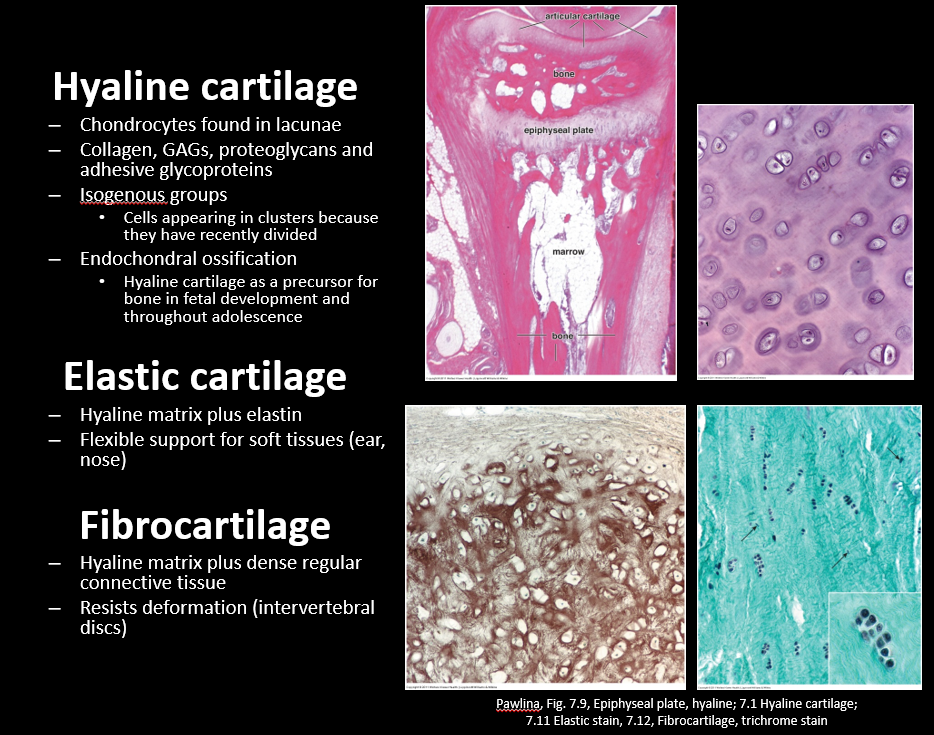 Hyaline cartilage
– Chondrocytes found in lacunae
– Collagen, GAGs, proteoglycans and
adhesive glycoproteins
– Isogenous groups
• Cells appearing in clusters because
they have recently divided
– Endochondral ossification
• Hyaline cartilage as a precursor for
bone in fetal development and
throughout adolescence
Elastic cartilage
– Hyaline matrix plus elastin
– Flexible support for soft tissues (ear,
nose)
Fibrocartilage
– Hyaline matrix plus dense regular
connective tissue
– Resists deformation (intervertebral
discs)
articular cartilage
bone
epiphyseal plate
marrow
bone
Pawlina, Fig. 7.9, Epiphyseal plate, hyaline; 7.1 Hyaline cartilage;
7.11 Elastic stain, 7.12, Fibrocartilage, trichrome stain